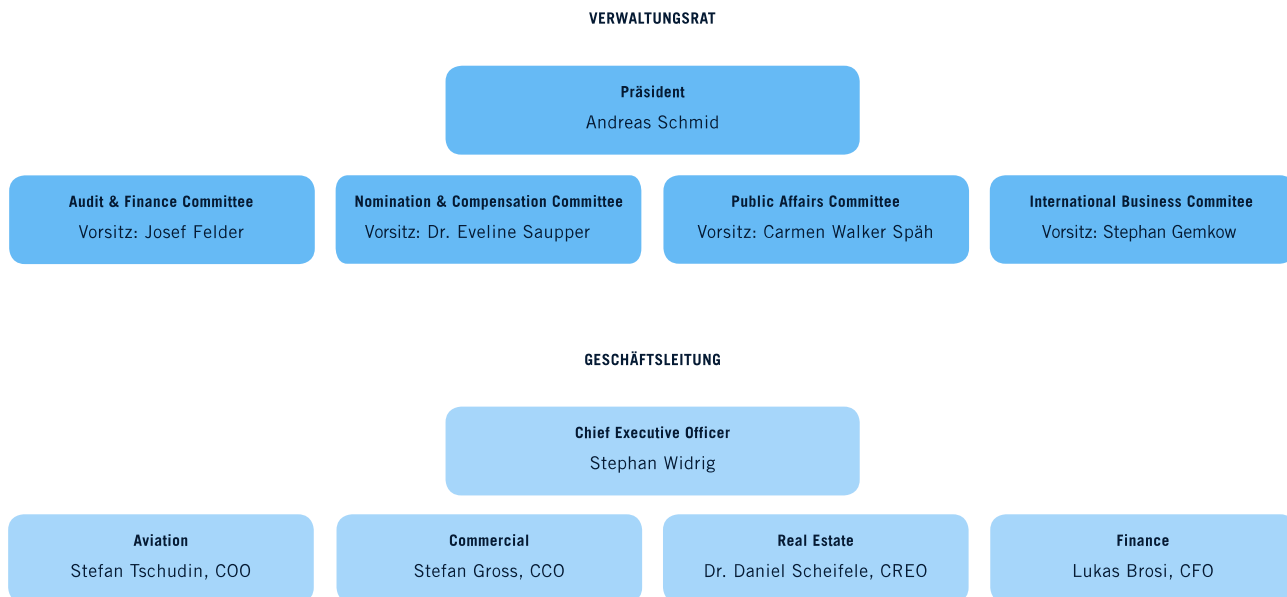 VERWALTUNGSRAT
Präsident
Andreas Schmid
Audit & Finance Committee
Vorsitz: Josef Felder
Nomination & Compensation Committee
Vorsitz: Dr. Eveline Saupper
Public Affairs Committee
Vorsitz: Carmen Walker Späh
International Business Commitee
Vorsitz: Stephan Gemkow
GESCHÄFTSLEITUNG
Chief Executive Officer
Stephan Widrig
Aviation
Stefan Tschudin, COO
Commercial
Stefan Gross, CCO
Real Estate
Dr. Daniel Scheifele, CREO
Finance
Lukas Brosi, CFO